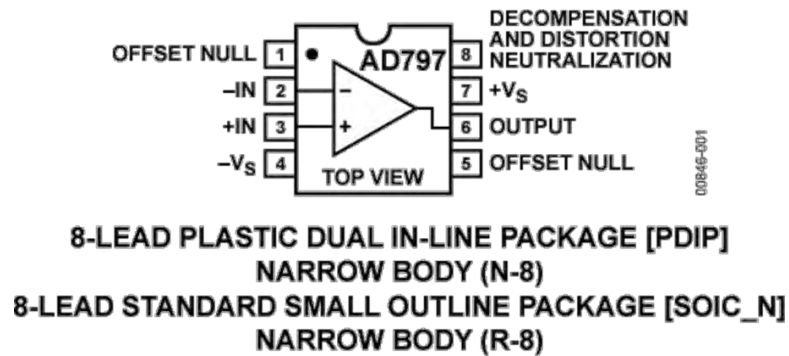 DECOMPENSATION
AND DISTORTION
NEUTRALIZATION
OFFSET NULL 1 AD797 8
–IN 2 – 7 +VS
+IN 3 + 6 OUTPUT
–VS 4 5 OFFSET NULL
TOP VIEW
00846-001
8-LEAD PLASTIC DUAL IN-LINE PACKAGE [PDIP]
NARROW BODY (N-8)
8-LEAD STANDARD SMALL OUTLINE PACKAGE [SOIC_N]
NARROW BODY (R-8)